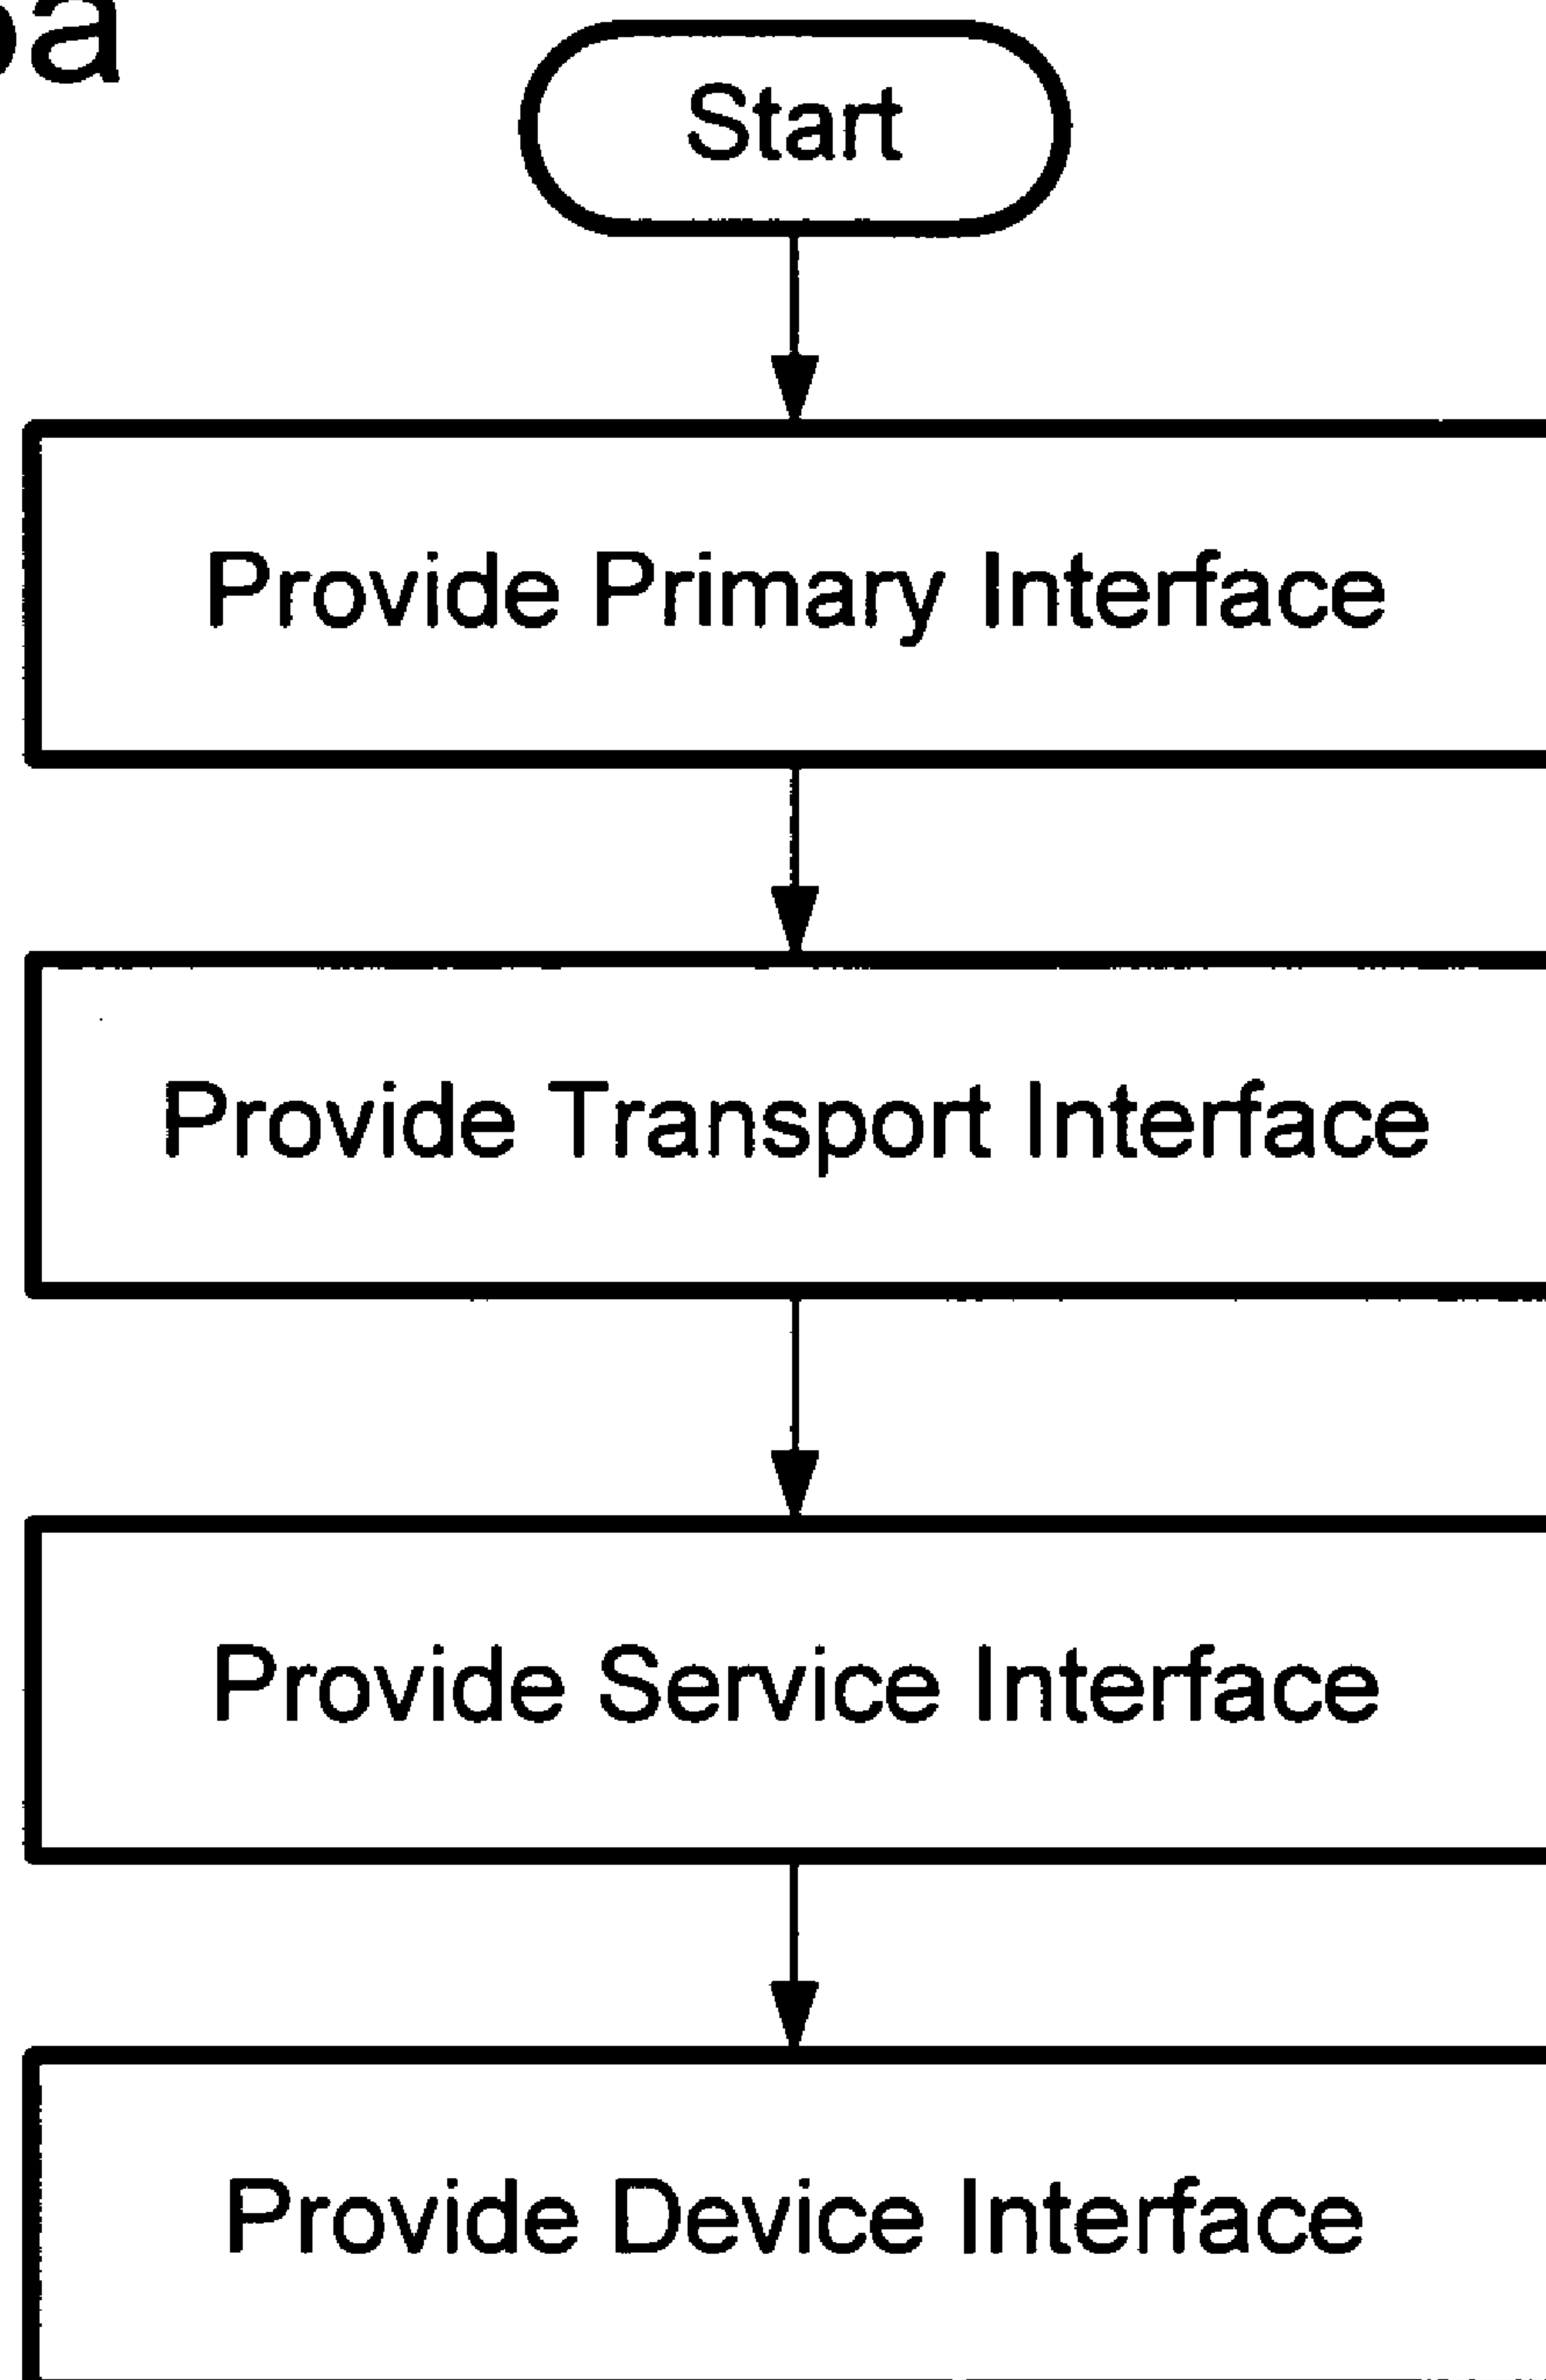 Start
Provide Primary Interface
Provide Transport Interface
Provide Service Interface
Provide Device Interface